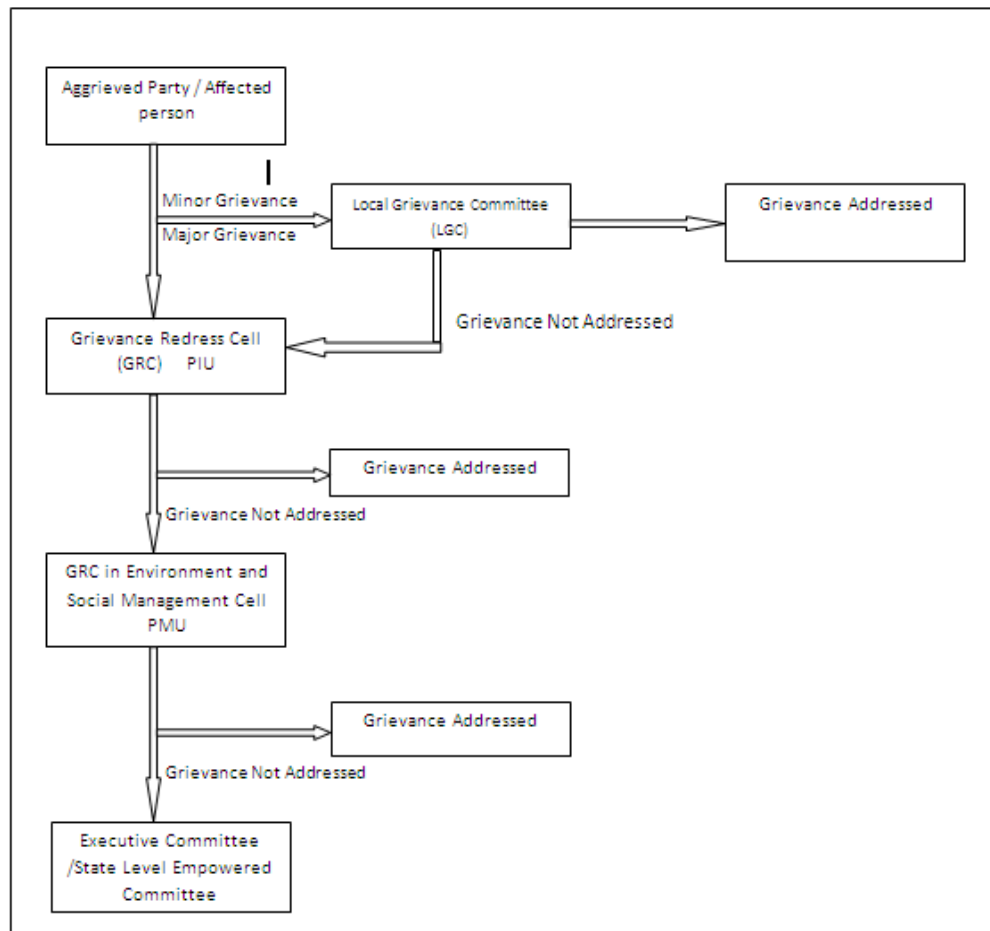 Aggrieved Party / Affected
person
Minor Grievance
Major Grievance
Local Grievance Committee
(LGC)
Grievance Addressed
Grievance Not Addressed
Grievance Redress Cell
(GRC) PIU
Grievance Addressed
Grievance Not Addressed
GRC in Environment and
Social Management Cell
PMU
Grievance Addressed
Grievance Not Addressed
Executive Committee
/State Level Empowered
Committee